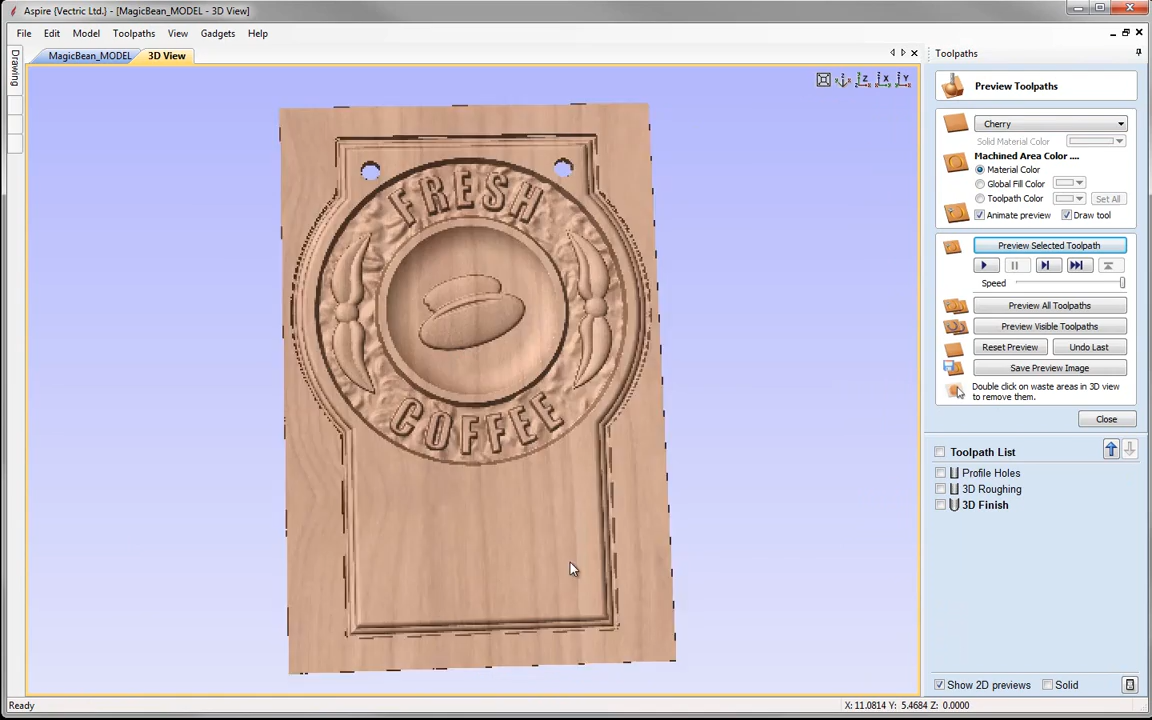 Aspire {Vectric Ltd.} - [MagicBean_MODEL - 3D View]
File Edit Model Toolpaths View Gadgets Help
Drawing
MagicBean_MODEL
3D View
Z X Y
FRESH
COFFEE
Toolpaths
Preview Toolpaths
Cherry
Solid Material Color
Machined Area Color ....
Material Color
Global Fill Color
Toolpath Color
Set All
Animate preview
Draw tool
Preview Selected Toolpath
Speed
Preview All Toolpaths
Preview Visible Toolpaths
Reset Preview
Undo Last
Save Preview Image
Double click on waste areas in 3D view
to remove them.
Close
Toolpath List
Profile Holes
3D Roughing
3D Finish
Show 2D previews
Solid
Ready
X: 11.0814 Y: 5.4684 Z: 0.0000